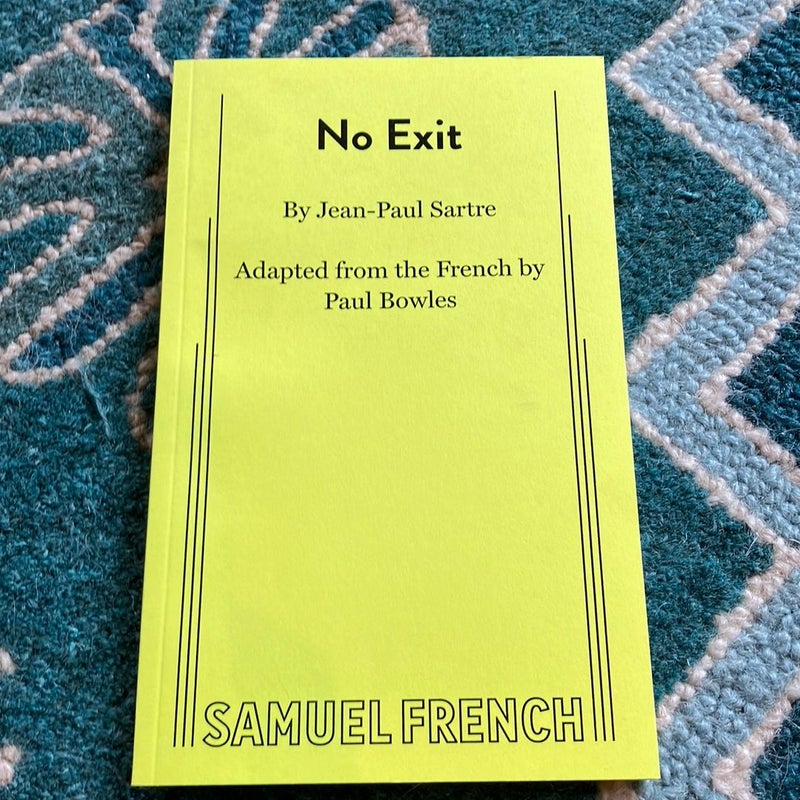 No Exit
By Jean-Paul Sartre
Adapted from the French by
Paul Bowles
SAMUEL FRENCH